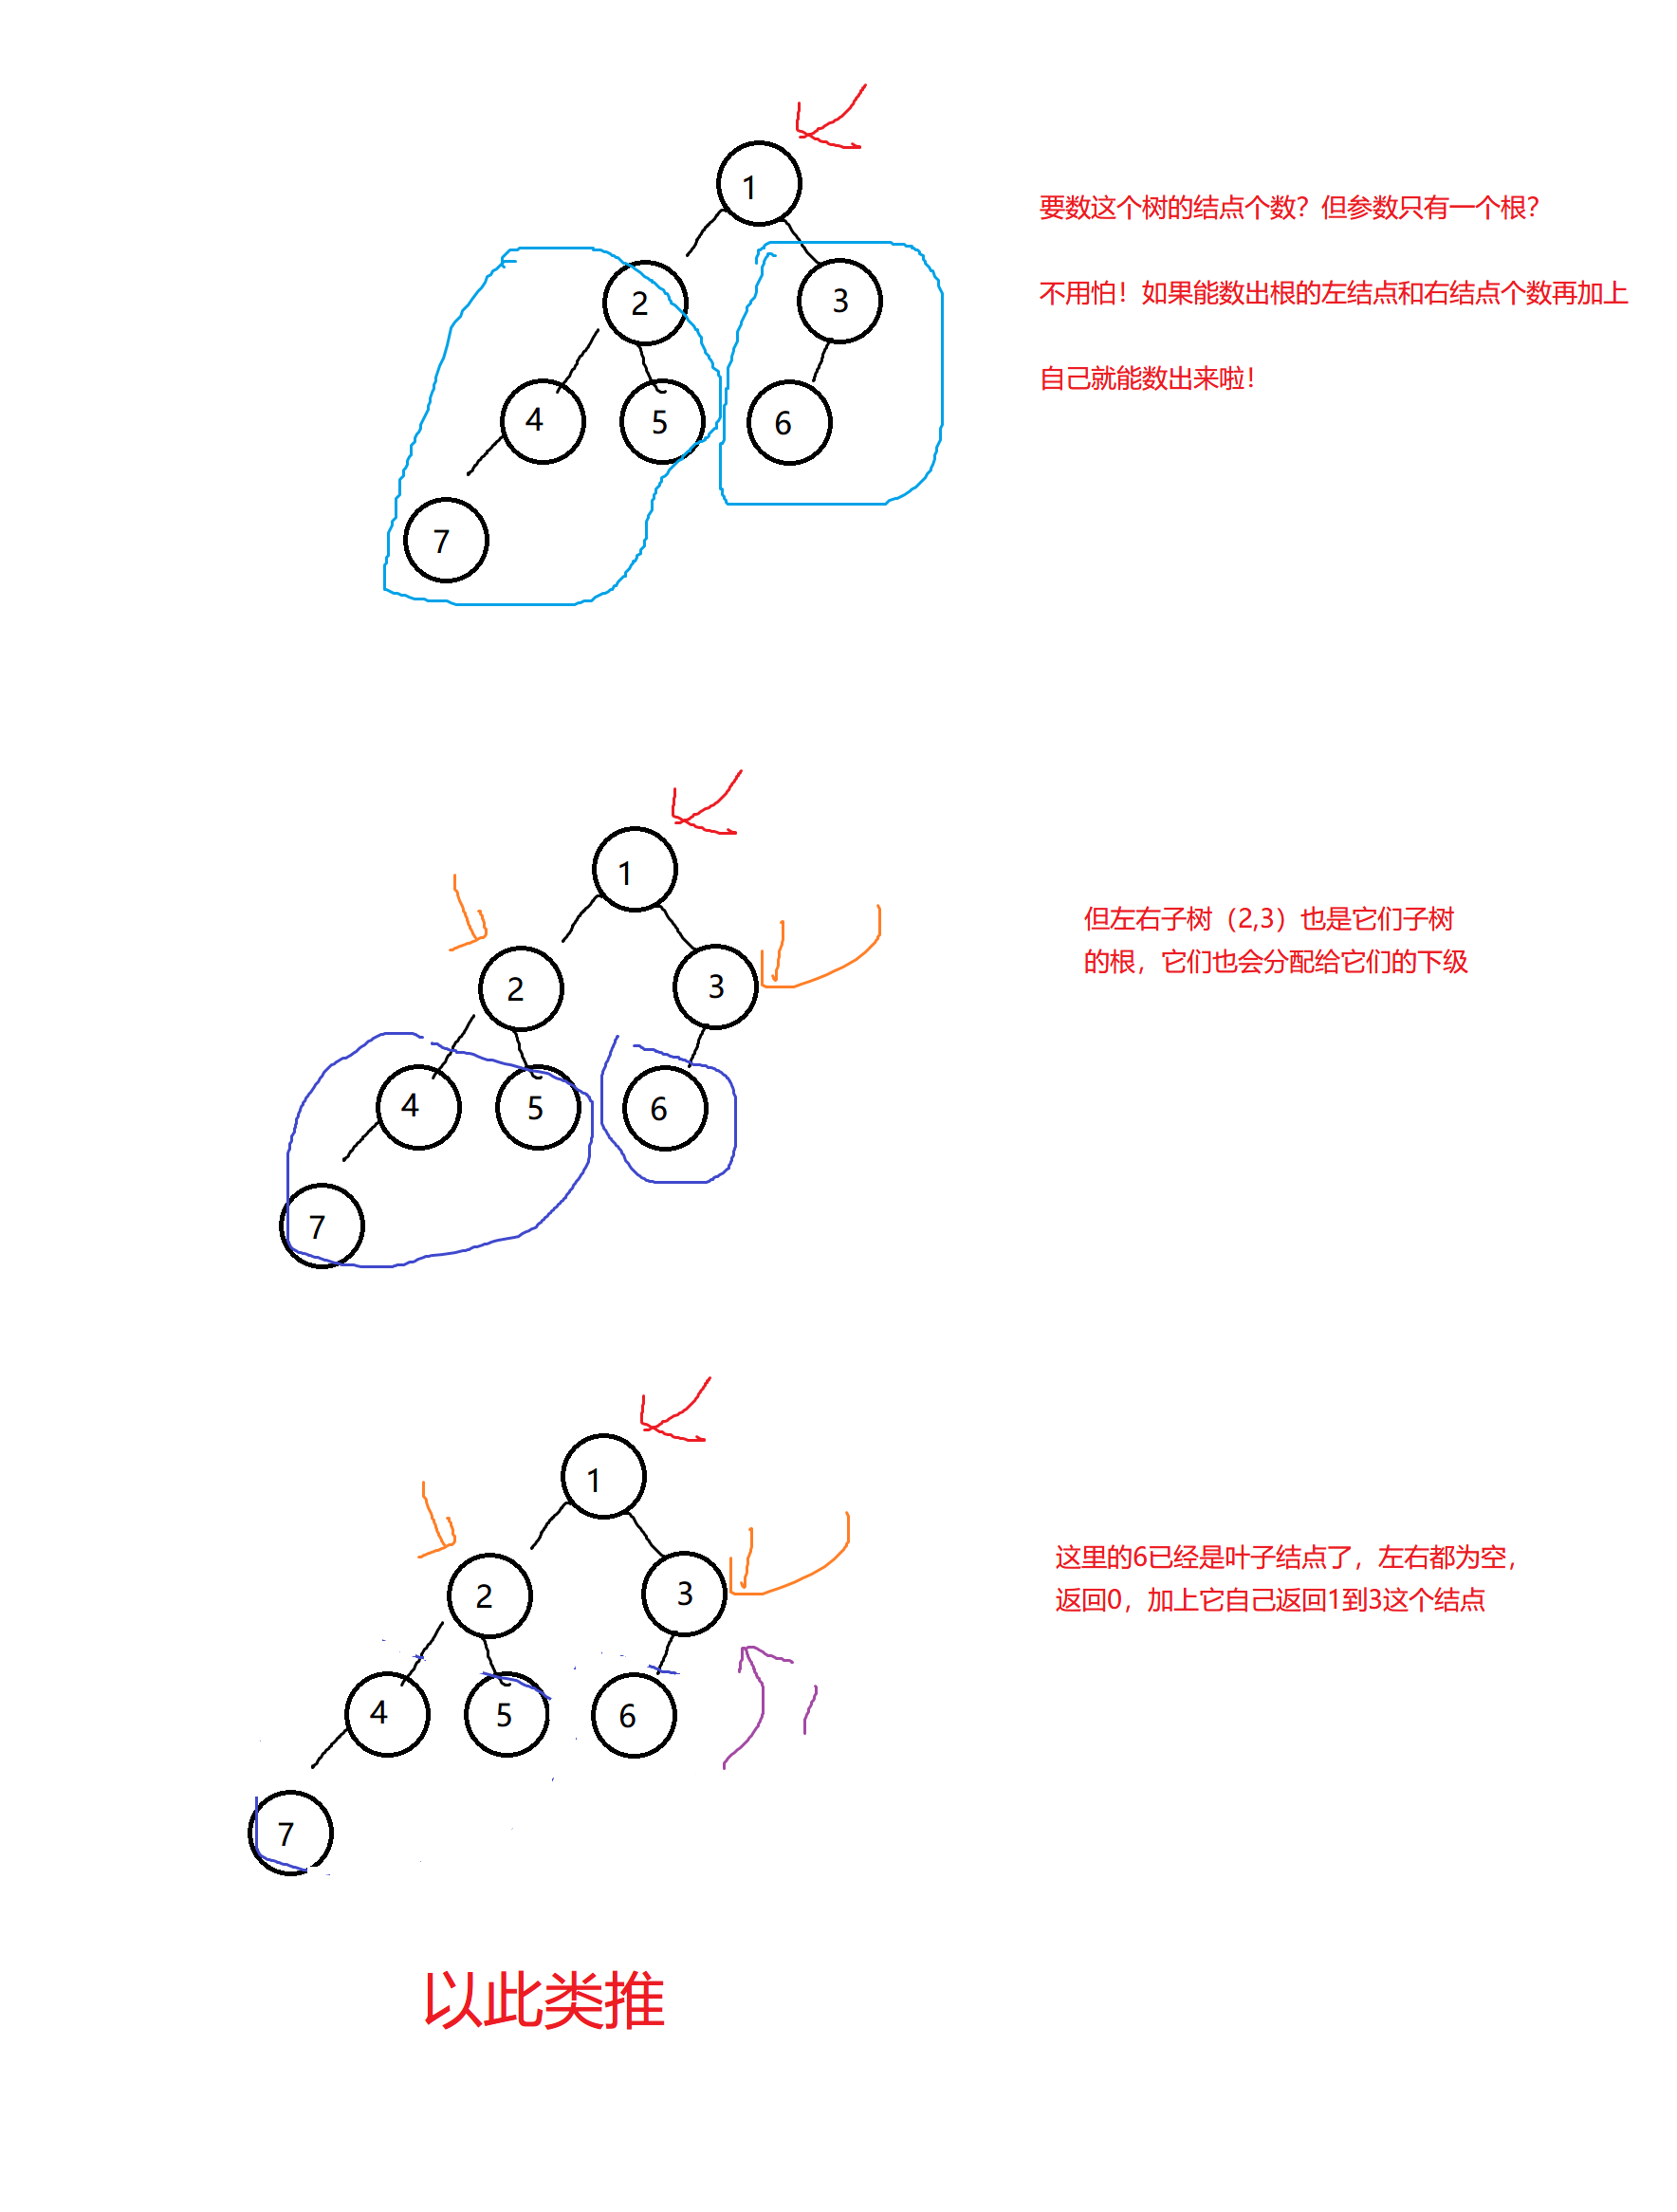 1
要数这个树的结点个数？但参数只有一个根？
2
3
不用怕！如果能数出根的左结点和右结点个数再加上
自己就能数出来啦！
4
5
6
7
1
但左右子树（2,3）也是它们子树
的根，它们也会分配给它们的下级
2
3
4
5
6
7
1
这里的6已经是叶子结点了，左右都为空，
返回0，加上它自己返回1到3这个结点
2
3
4
5
6
1
7
以此类推